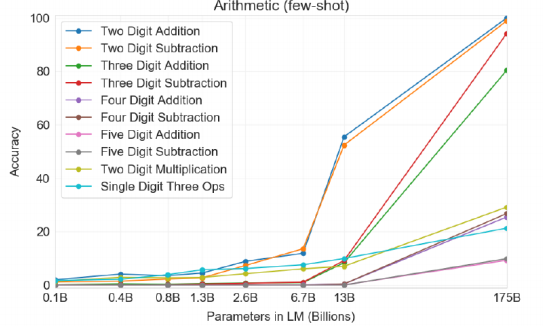 Arithmetic (few-shot)
100
80
60
40
20
0
Accuracy
Two Digit Addition
Two Digit Subtraction
Three Digit Addition
Three Digit Subtraction
Four Digit Addition
Four Digit Subtraction
Five Digit Addition
Five Digit Subtraction
Two Digit Multiplication
Single Digit Three Ops
0.1B 0.4B 0.8B 1.3B 2.6B 6.7B 13B 175B
Parameters in LM (Billions)